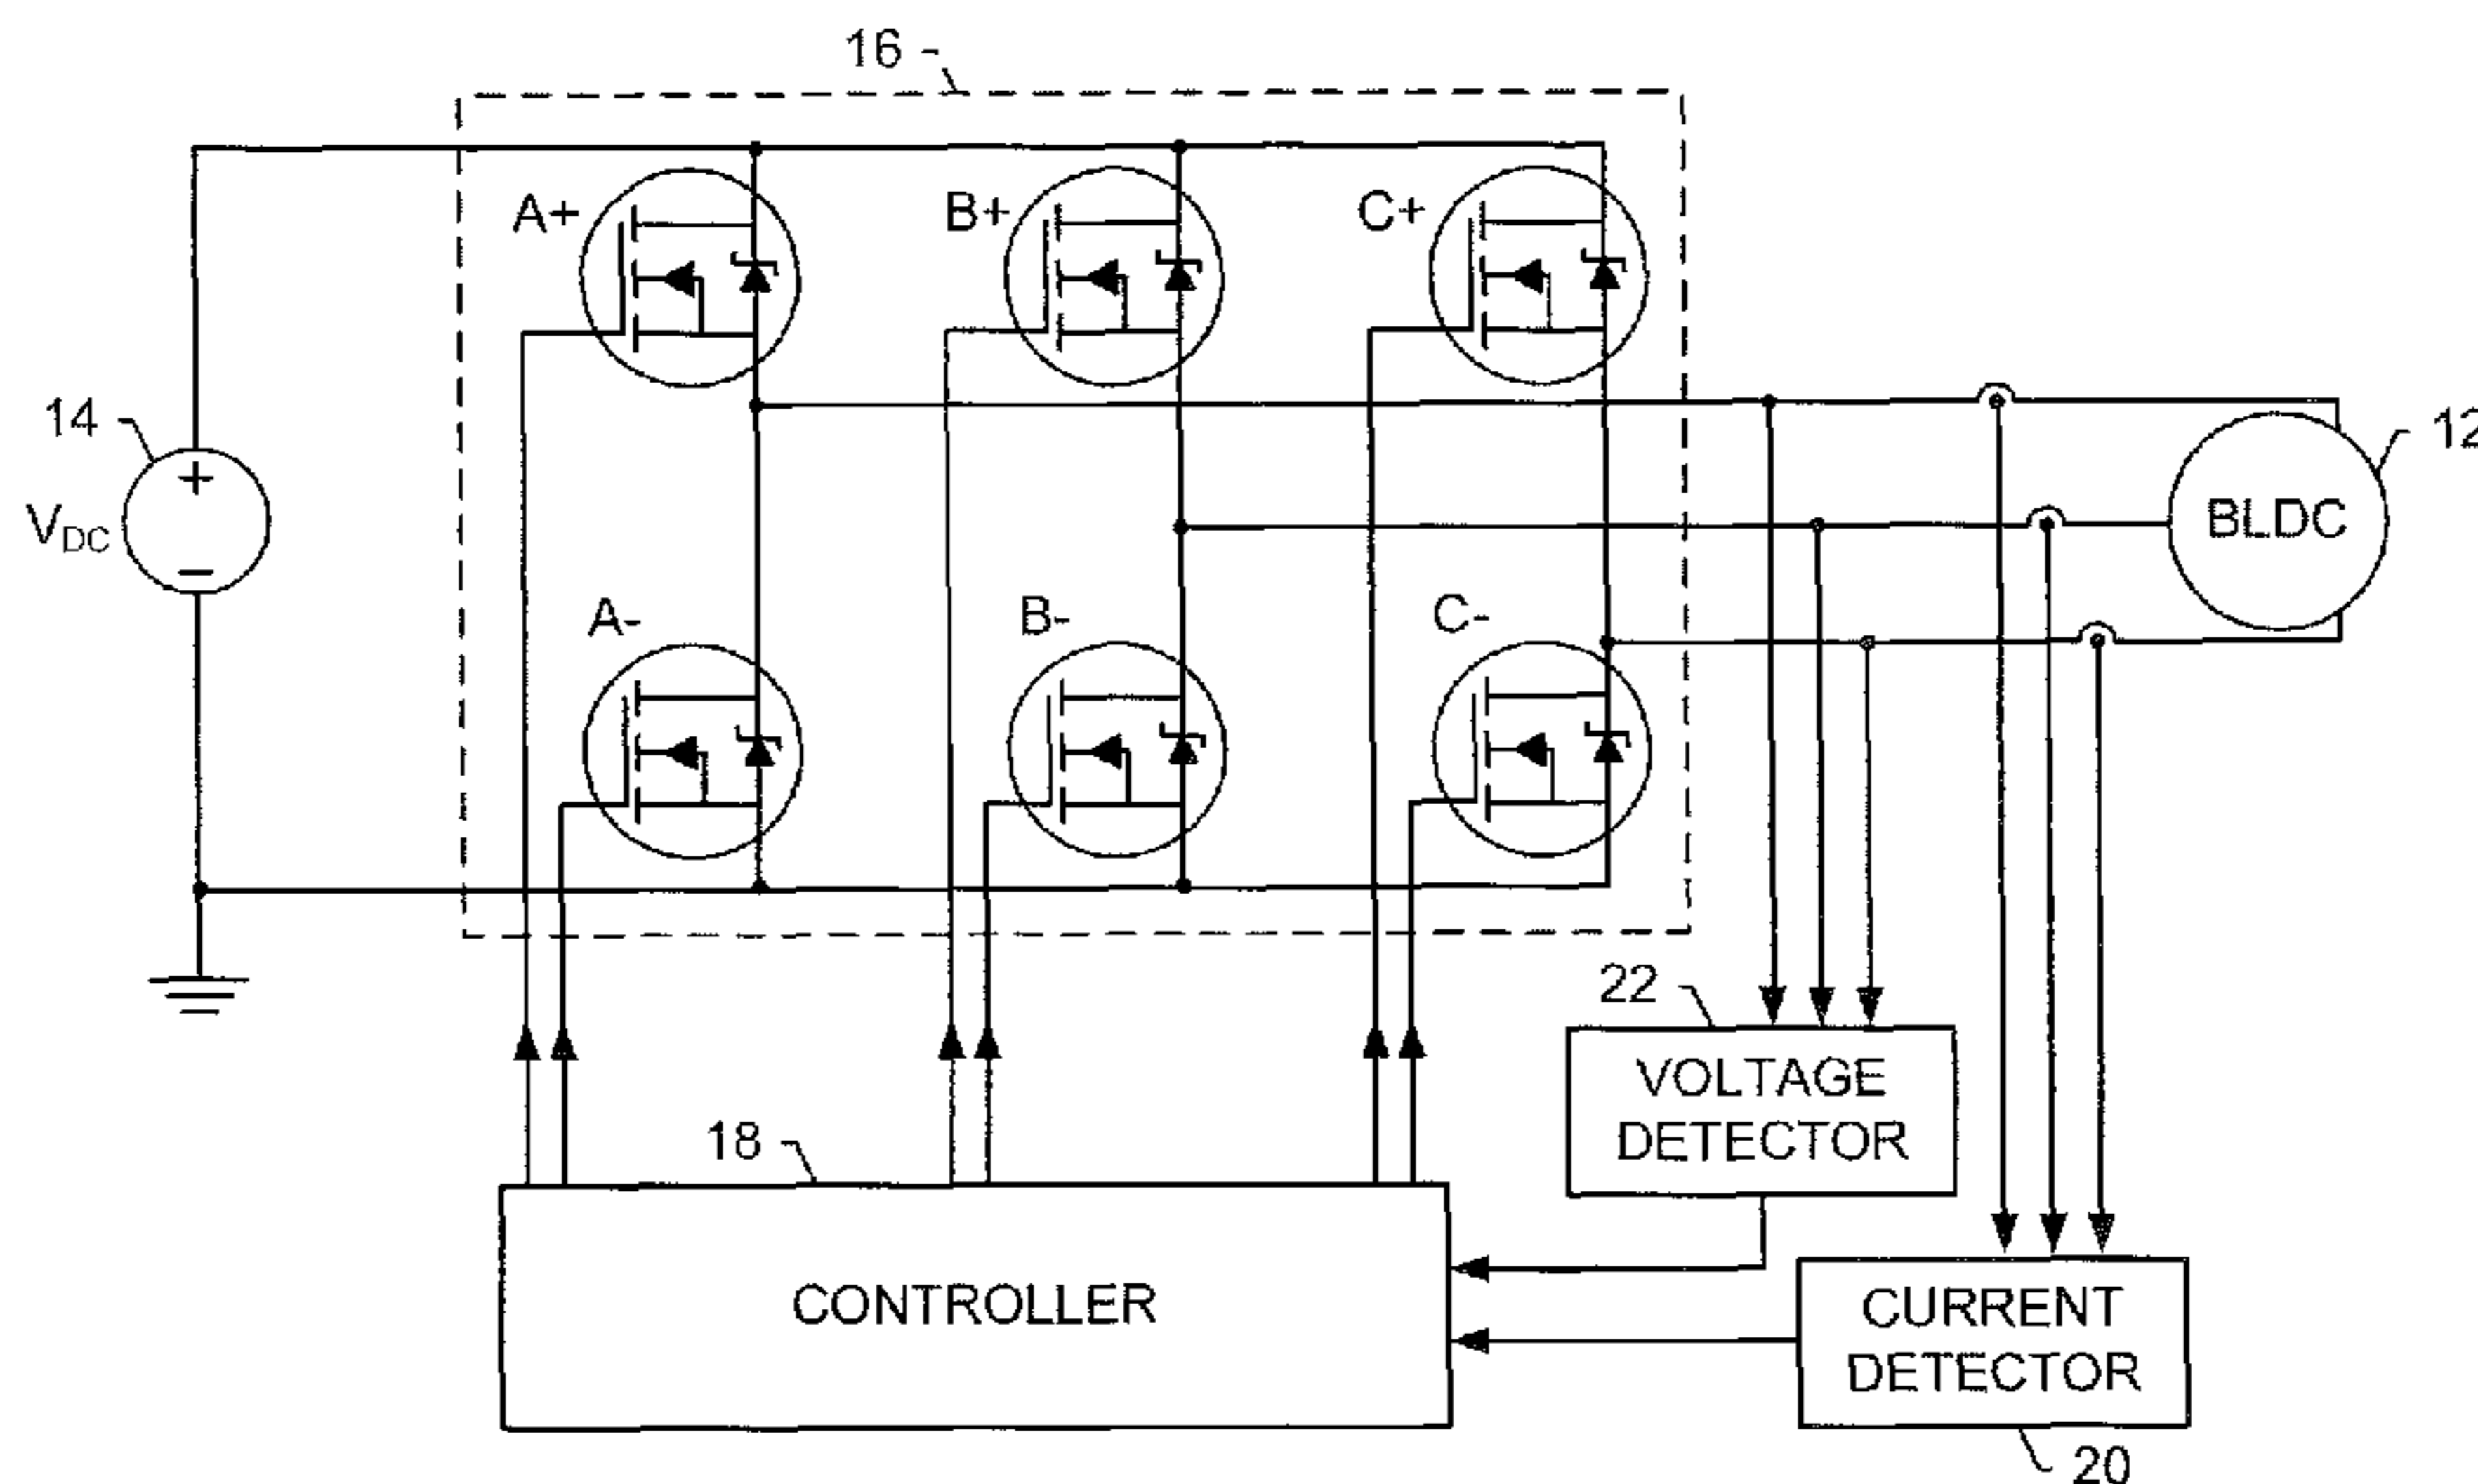 16
A+
B+
C+
14
+
VDC
−
12
BLDC
A-
B-
C-
22
VOLTAGE
DETECTOR
18
CONTROLLER
CURRENT
DETECTOR
20